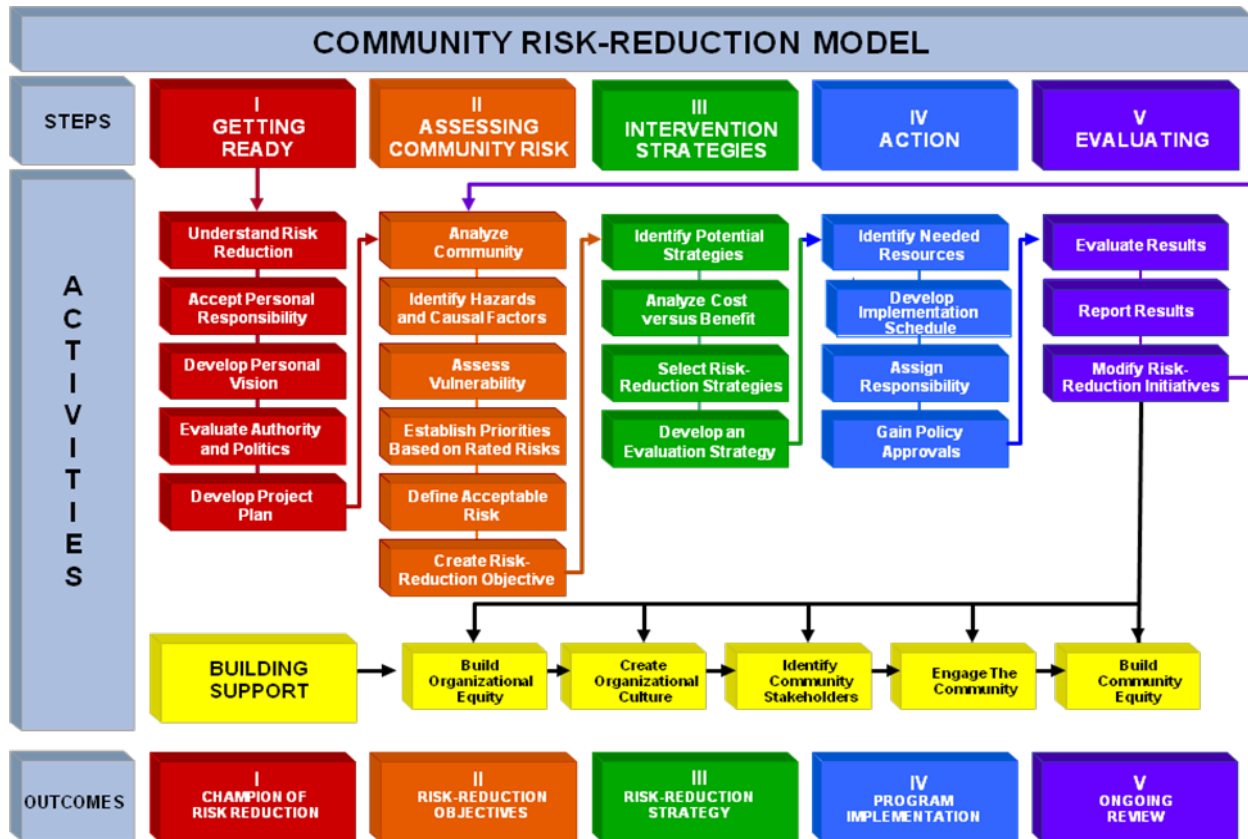 COMMUNITY RISK-REDUCTION MODEL
STEPS
I
GETTING
READY
II
ASSESSING
COMMUNITY RISK
III
INTERVENTION
STRATEGIES
IV
ACTION
V
EVALUATING
ACTIVITIES
Understand Risk
Reduction
Accept Personal
Responsibility
Develop Personal
Vision
Evaluate Authority
and Politics
Develop Project
Plan
Analyze
Community
Identify Hazards
and Causal Factors
Assess
Vulnerability
Establish Priorities
Based on Rated Risks
Define Acceptable
Risk
Create Risk-
Reduction Objective
Identify Potential
Strategies
Analyze Cost
versus Benefit
Select Risk-
Reduction Strategies
Develop an
Evaluation Strategy
Identify Needed
Resources
Develop
Implementation
Schedule
Assign
Responsibility
Gain Policy
Approvals
Evaluate Results
Report Results
Modify Risk-
Reduction Initiatives
BUILDING
SUPPORT
Build
Organizational
Equity
Create
Organizational
Culture
Identify
Community
Stakeholders
Engage The
Community
Build
Community
Equity
OUTCOMES
I
CHAMPION OF
RISK REDUCTION
II
RISK-REDUCTION
OBJECTIVES
III
RISK-REDUCTION
STRATEGY
IV
PROGRAM
IMPLEMENTATION
V
ONGOING
REVIEW